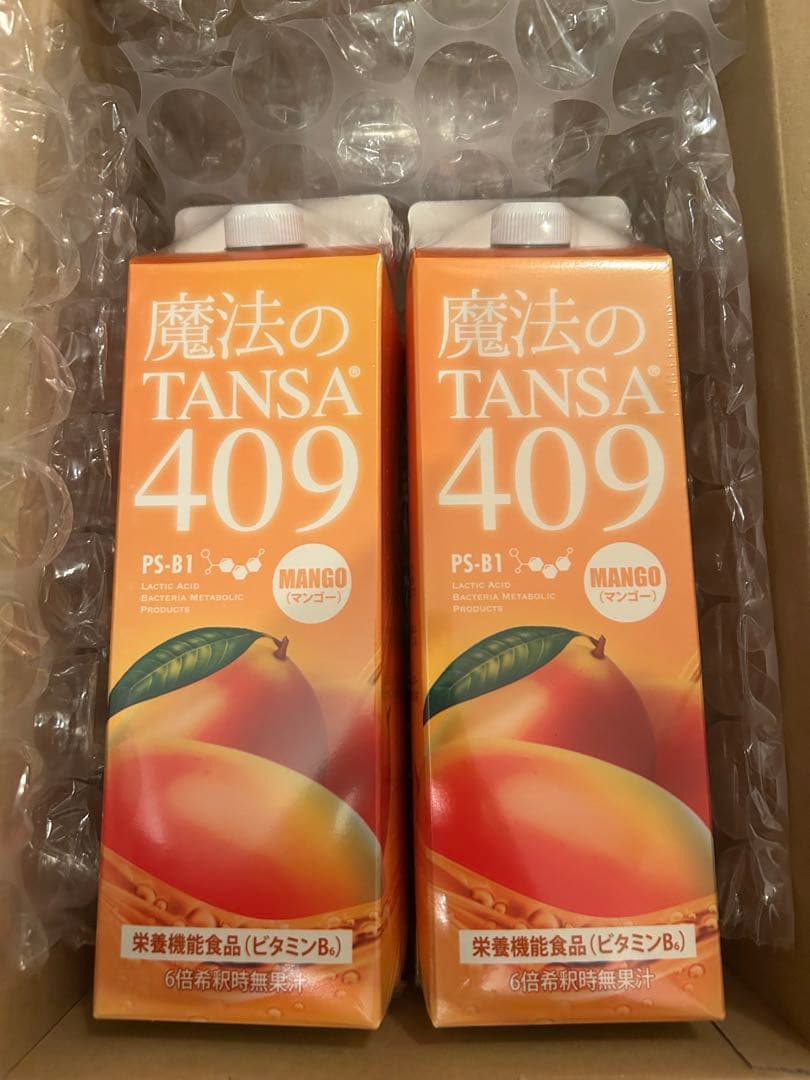 魔法の
TANSA®
409
PS-B1
LACTIC ACID
BACTERIA METABOLIC
PRODUCTS
MANGO
(マンゴー)
栄養機能食品(ビタミンB₆)
6倍希釈時無果汁
魔法の
TANSA®
409
PS-B1
LACTIC ACID
BACTERIA METABOLIC
PRODUCTS
MANGO
(マンゴー)
栄養機能食品(ビタミンB₆)
6倍希釈時無果汁